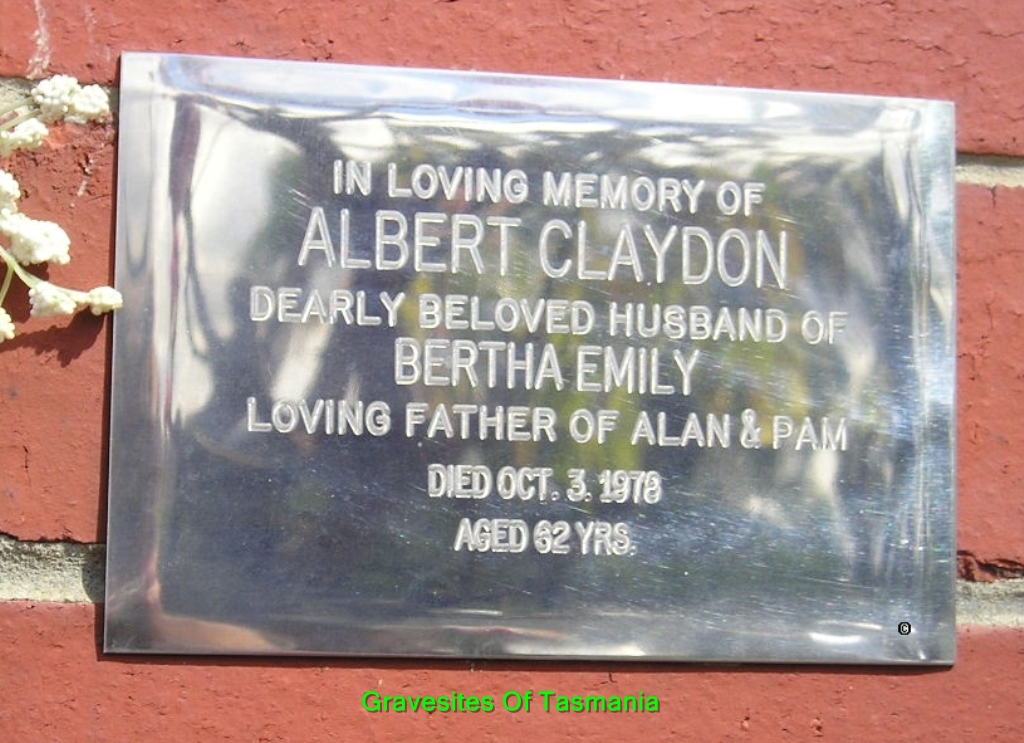 IN LOVING MEMORY OF
ALBERT CLAYDON
DEARLY BELOVED HUSBAND OF
BERTHA EMILY
LOVING FATHER OF ALAN & PAM
DIED OCT. 3. 1978
AGED 62 YRS.
©
Gravesites Of Tasmania